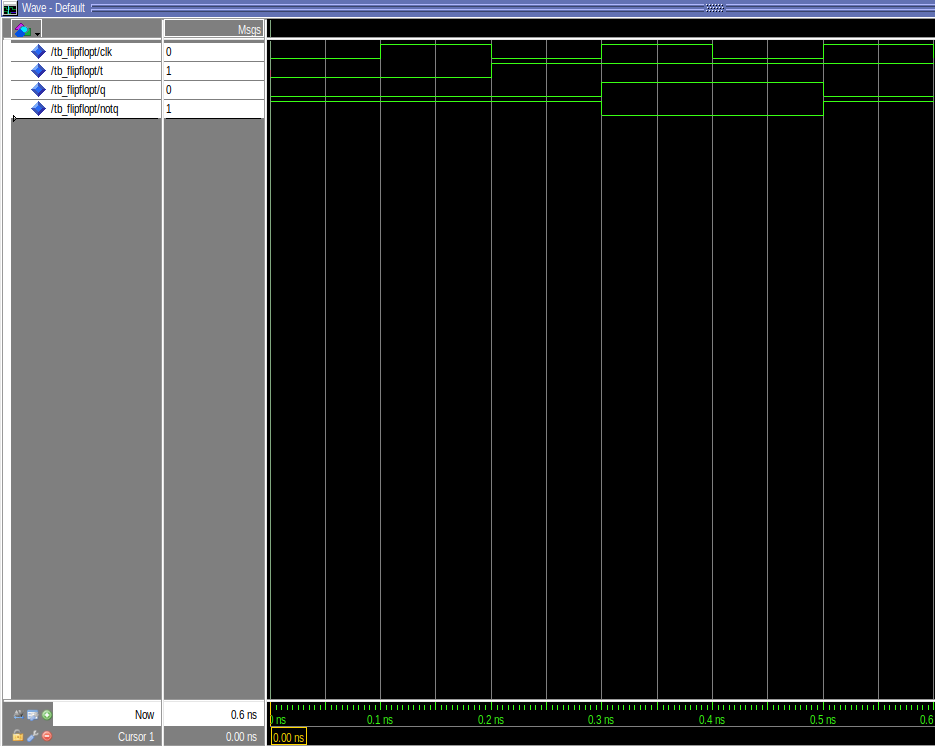 Wave - Default
Msgs
/tb_flipflopt/clk 0
/tb_flipflopt/t 1
/tb_flipflopt/q 0
/tb_flipflopt/notq 1
Now 0.6 ns
ns 0.1 ns 0.2 ns 0.3 ns 0.4 ns 0.5 ns 0.6
Cursor 1 0.00 ns
0.00 ns